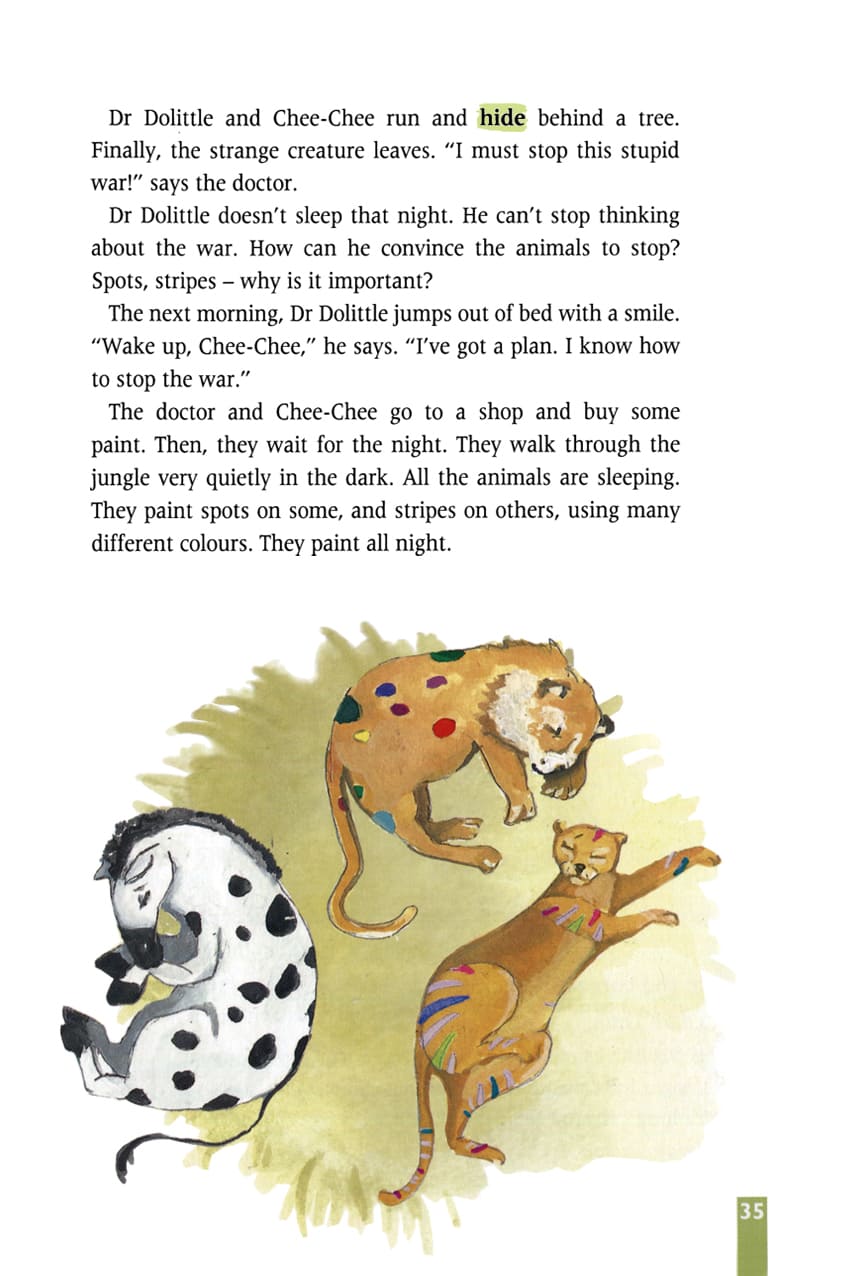 Dr Dolittle and Chee-Chee run and hide behind a tree.
Finally, the strange creature leaves. “I must stop this stupid
war!” says the doctor.
Dr Dolittle doesn’t sleep that night. He can’t stop thinking
about the war. How can he convince the animals to stop?
Spots, stripes – why is it important?
The next morning, Dr Dolittle jumps out of bed with a smile.
“Wake up, Chee-Chee,” he says. “I’ve got a plan. I know how
to stop the war.”
The doctor and Chee-Chee go to a shop and buy some
paint. Then, they wait for the night. They walk through the
jungle very quietly in the dark. All the animals are sleeping.
They paint spots on some, and stripes on others, using many
different colours. They paint all night.
35